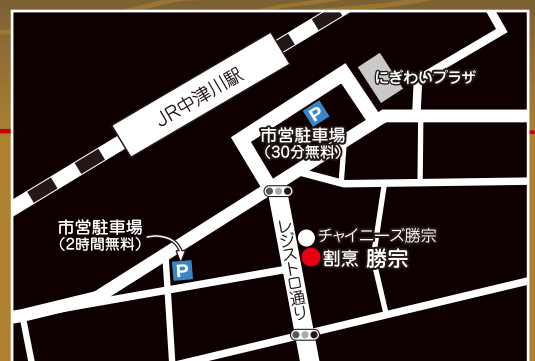 JR中津川駅
にぎわいプラザ
P
市営駐車場
(30分無料)
市営駐車場
(2時間無料)
P
レジストロ通り
チャイニーズ勝宗
割烹 勝宗